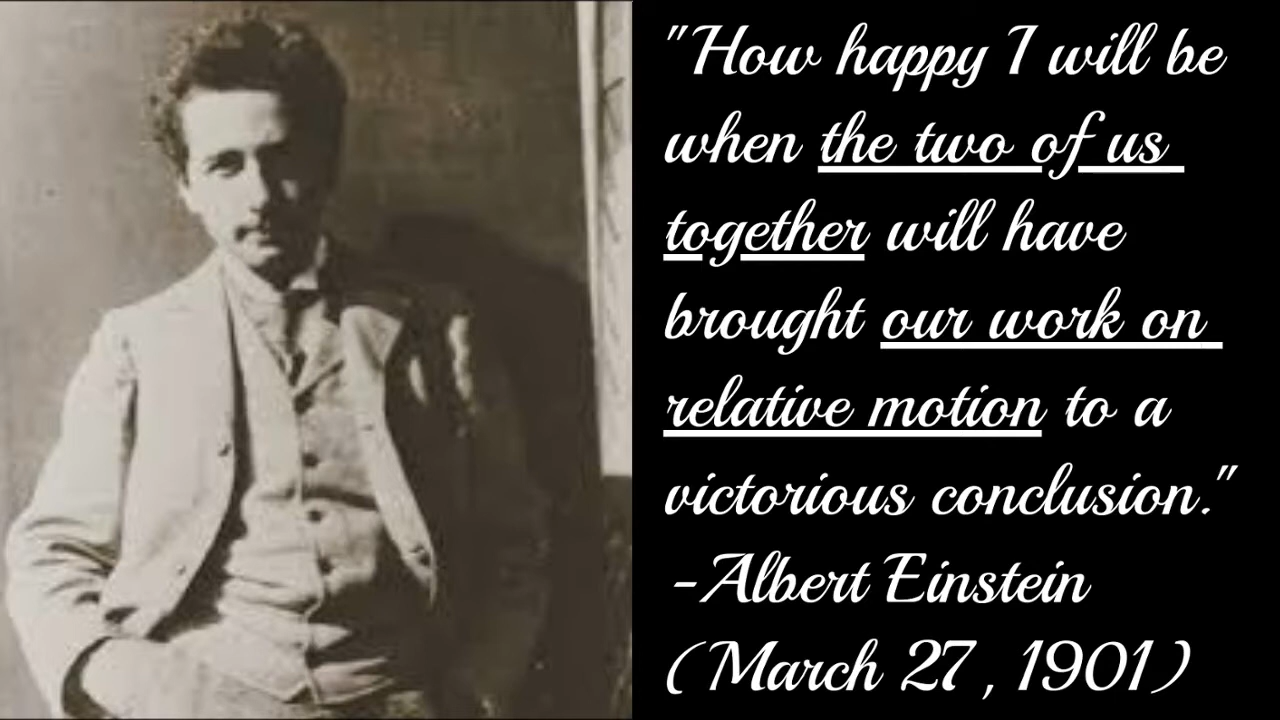 "How happy I will be
when the two of us
together will have
brought our work on
relative motion to a
victorious conclusion."
-Albert Einstein
(March 27, 1901)